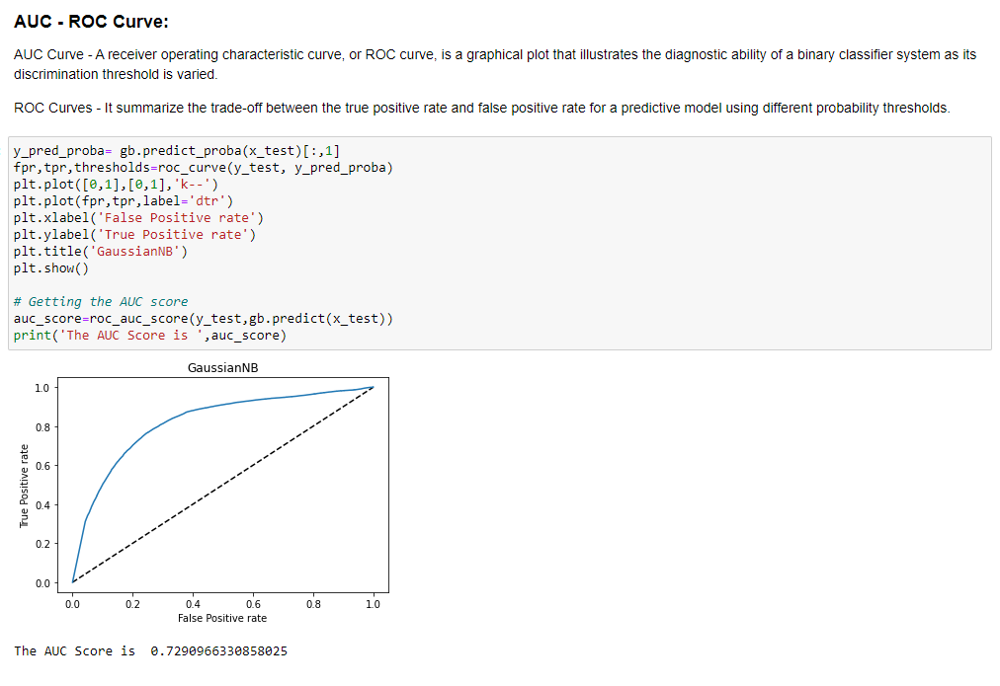 AUC - ROC Curve:
AUC Curve - A receiver operating characteristic curve, or ROC curve, is a graphical plot that illustrates the diagnostic ability of a binary classifier system as its
discrimination threshold is varied.
ROC Curves - It summarize the trade-off between the true positive rate and false positive rate for a predictive model using different probability thresholds.
y_pred_proba= gb.predict_proba(x_test)[:,1]
fpr,tpr,thresholds=roc_curve(y_test, y_pred_proba)
plt.plot([0,1],[0,1],'k--')
plt.plot(fpr,tpr,label='dtr')
plt.xlabel('False Positive rate')
plt.ylabel('True Positive rate')
plt.title('GaussianNB')
plt.show()
# Getting the AUC score
auc_score=roc_auc_score(y_test,gb.predict(x_test))
print('The AUC Score is ',auc_score)
GaussianNB
1.0
0.8
0.6
0.4
0.2
0.0
True Positive rate
0.0 0.2 0.4 0.6 0.8 1.0
False Positive rate
The AUC Score is  0.7290966330858025